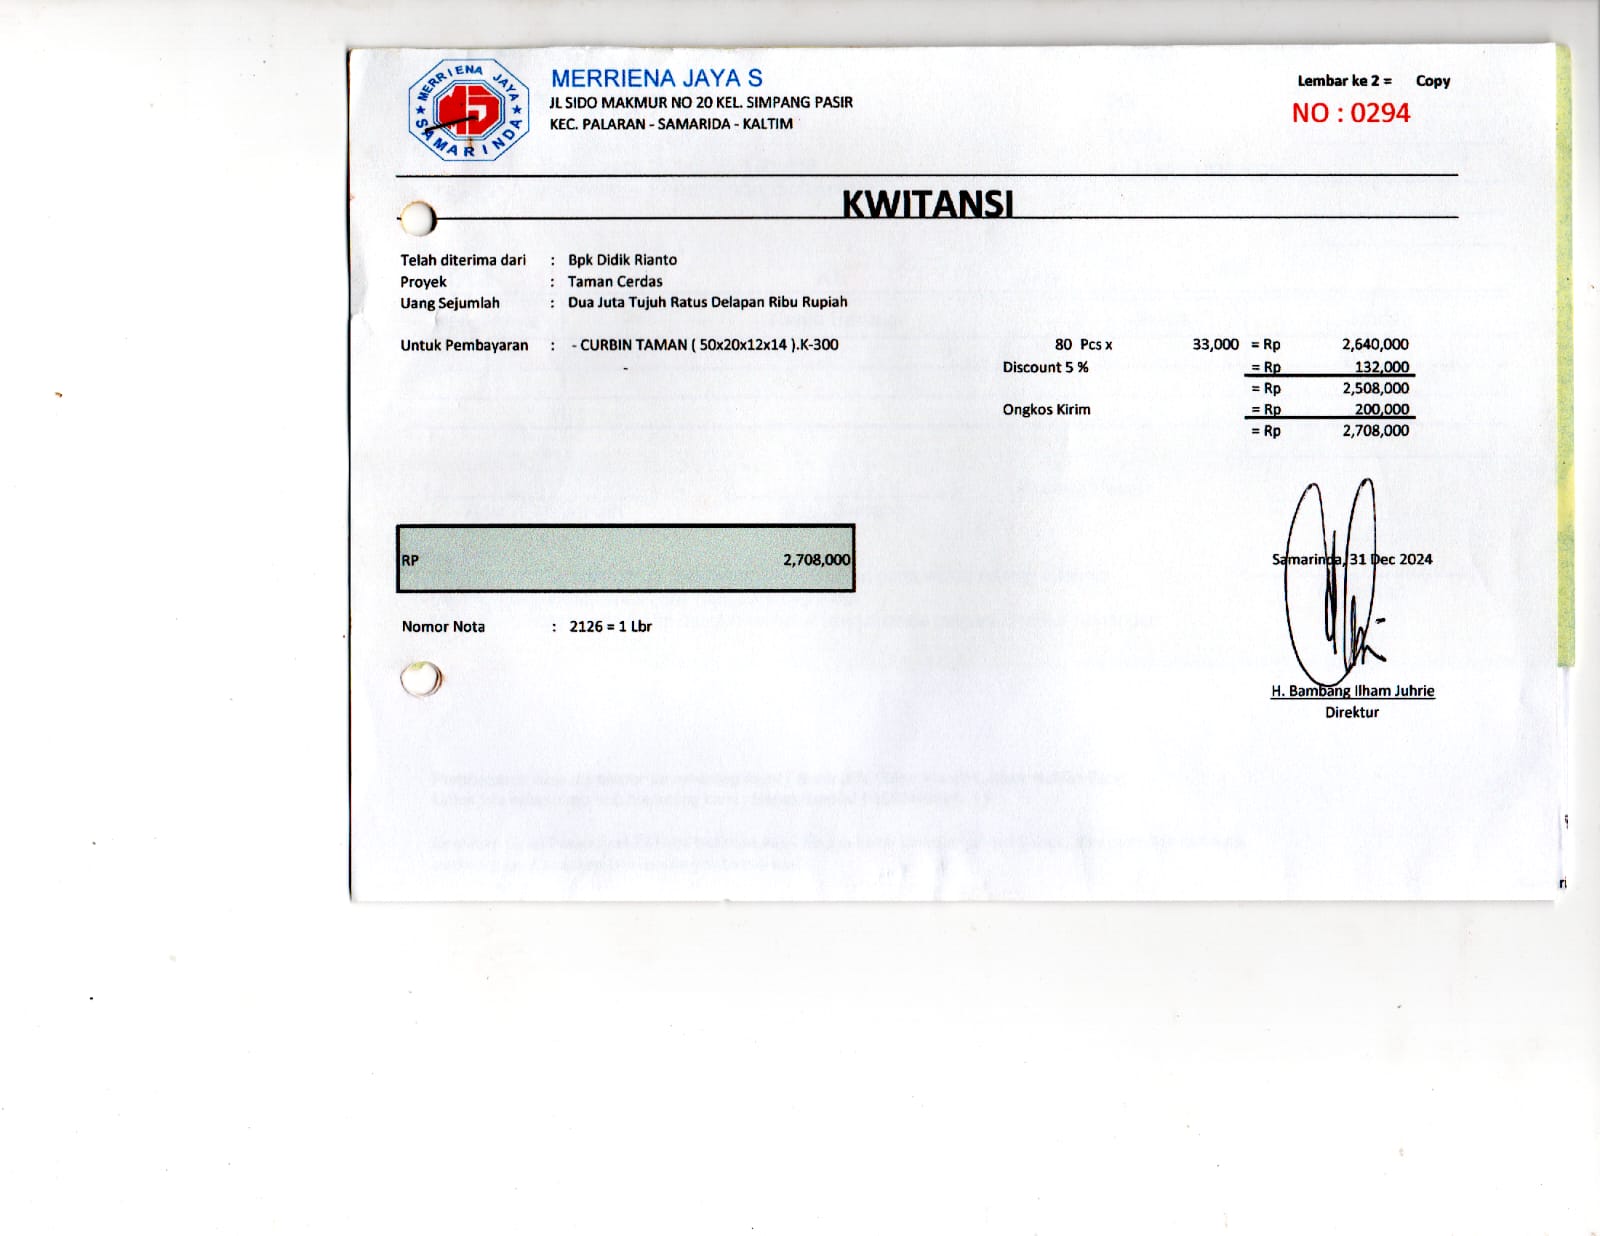 MERRIENA JAYA
SAMARINDA
MERRIENA JAYA S
JL SIDO MAKMUR NO 20 KEL. SIMPANG PASIR
KEC. PALARAN - SAMARIDA - KALTIM
Lembar ke 2 = Copy
NO : 0294
KWITANSI
Telah diterima dari : Bpk Didik Rianto
Proyek : Taman Cerdas
Uang Sejumlah : Dua Juta Tujuh Ratus Delapan Ribu Rupiah
Untuk Pembayaran : - CURBIN TAMAN ( 50x20x12x14 ).K-300 80 Pcs x 33,000 = Rp 2,640,000
- Discount 5 % = Rp 132,000
= Rp 2,508,000
Ongkos Kirim = Rp 200,000
= Rp 2,708,000
RP 2,708,000
Samarinda, 31 Dec 2024
Nomor Nota : 2126 = 1 Lbr
H. Bambang Ilham Juhrie
Direktur